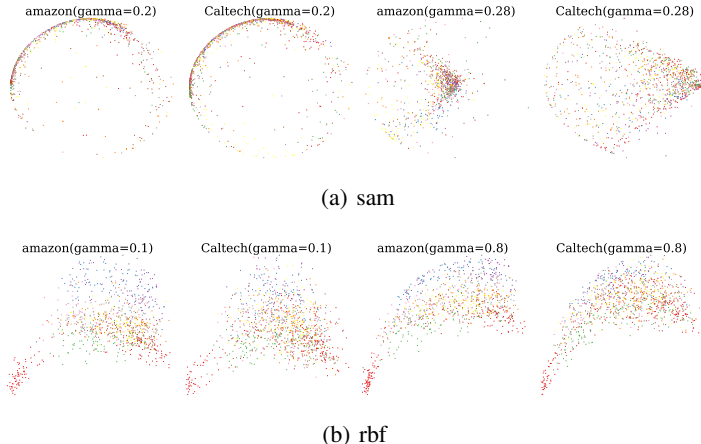 amazon(gamma=0.2) Caltech(gamma=0.2) amazon(gamma=0.28) Caltech(gamma=0.28)
(a) sam
amazon(gamma=0.1) Caltech(gamma=0.1) amazon(gamma=0.8) Caltech(gamma=0.8)
(b) rbf